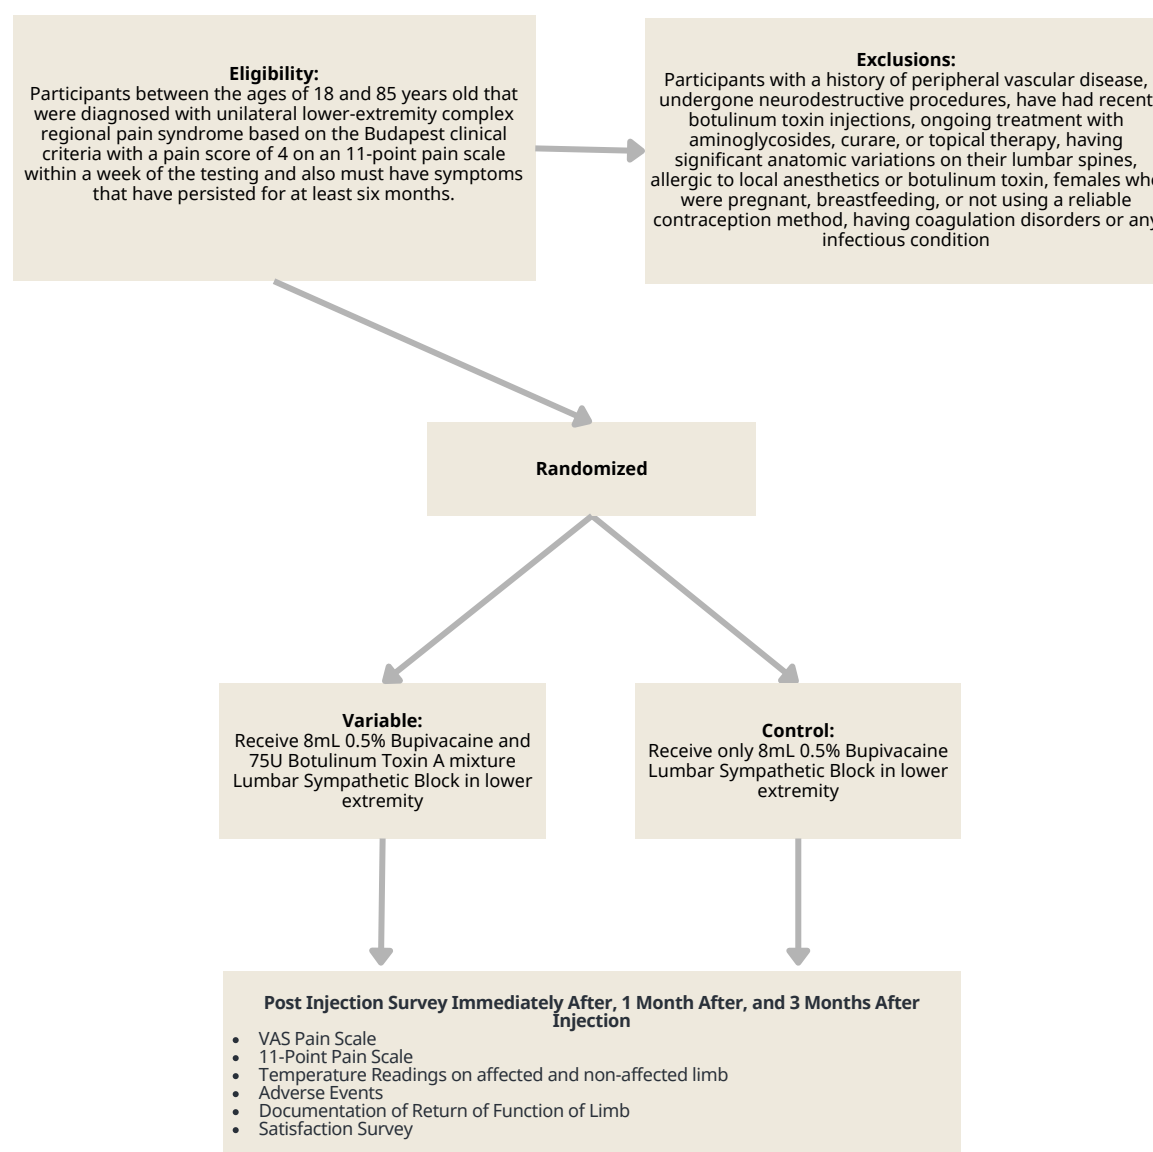 Eligibility:
Participants between the ages of 18 and 85 years old that
were diagnosed with unilateral lower-extremity complex
regional pain syndrome based on the Budapest clinical
criteria with a pain score of 4 on an 11-point pain scale
within a week of the testing and also must have symptoms
that have persisted for at least six months.
Exclusions:
Participants with a history of peripheral vascular disease,
undergone neurodestructive procedures, have had recent
botulinum toxin injections, ongoing treatment with
aminoglycosides, curare, or topical therapy, having
significant anatomic variations on their lumbar spines,
allergic to local anesthetics or botulinum toxin, females who
were pregnant, breastfeeding, or not using a reliable
contraception method, having coagulation disorders or any
infectious condition
Randomized
Variable:
Receive 8mL 0.5% Bupivacaine and
75U Botulinum Toxin A mixture
Lumbar Sympathetic Block in lower
extremity
Control:
Receive only 8mL 0.5% Bupivacaine
Lumbar Sympathetic Block in lower
extremity
Post Injection Survey Immediately After, 1 Month After, and 3 Months After
Injection
• VAS Pain Scale
• 11-Point Pain Scale
• Temperature Readings on affected and non-affected limb
• Adverse Events
• Documentation of Return of Function of Limb
• Satisfaction Survey